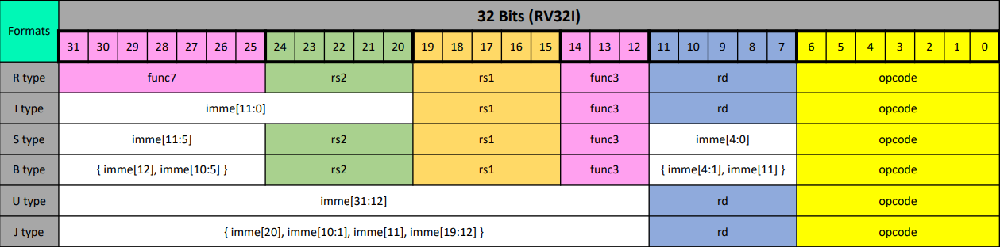 Formats 32 Bits (RV32I)
31 30 29 28 27 26 25 24 23 22 21 20 19 18 17 16 15 14 13 12 11 10 9 8 7 6 5 4 3 2 1 0
R type func7 rs2 rs1 func3 rd opcode
I type imme[11:0] rs1 func3 rd opcode
S type imme[11:5] rs2 rs1 func3 imme[4:0] opcode
B type { imme[12], imme[10:5] } rs2 rs1 func3 { imme[4:1], imme[11] } opcode
U type imme[31:12] rd opcode
J type { imme[20], imme[10:1], imme[11], imme[19:12] } rd opcode